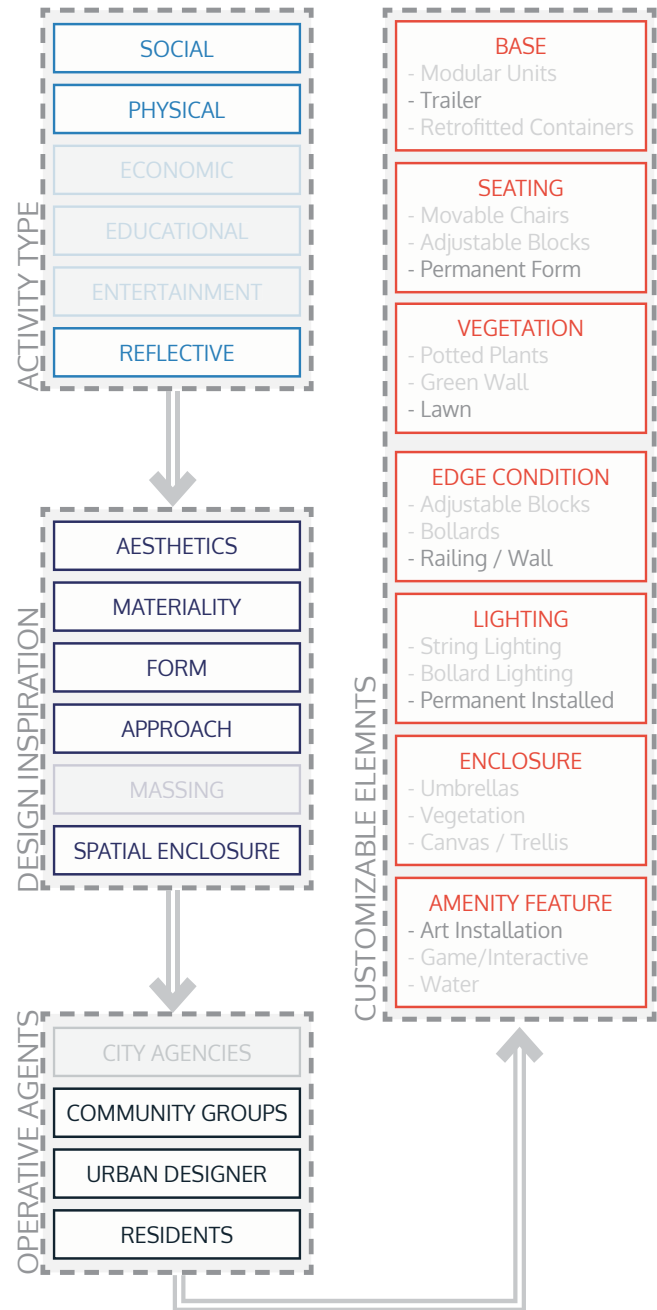 ACTIVITY TYPE
SOCIAL
PHYSICAL
ECONOMIC
EDUCATIONAL
ENTERTAINMENT
REFLECTIVE
DESIGN INSPIRATION
AESTHETICS
MATERIALITY
FORM
APPROACH
MASSING
SPATIAL ENCLOSURE
OPERATIVE AGENTS
CITY AGENCIES
COMMUNITY GROUPS
URBAN DESIGNER
RESIDENTS
CUSTOMIZABLE ELEMNTS
BASE
- Modular Units
- Trailer
- Retrofitted Containers
SEATING
- Movable Chairs
- Adjustable Blocks
- Permanent Form
VEGETATION
- Potted Plants
- Green Wall
- Lawn
EDGE CONDITION
- Adjustable Blocks
- Bollards
- Railing / Wall
LIGHTING
- String Lighting
- Bollard Lighting
- Permanent Installed
ENCLOSURE
- Umbrellas
- Vegetation
- Canvas / Trellis
AMENITY FEATURE
- Art Installation
- Game/Interactive
- Water